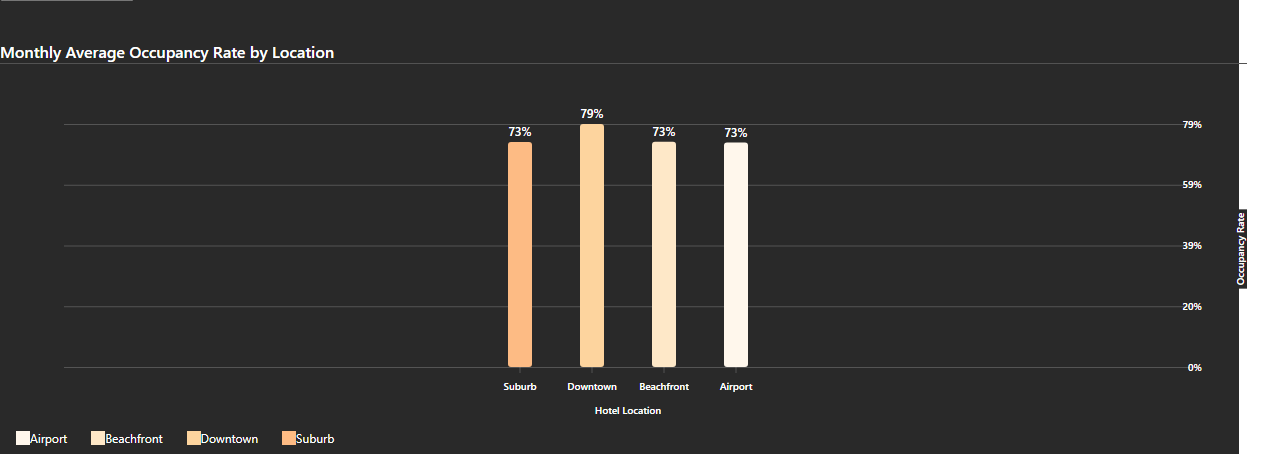 Monthly Average Occupancy Rate by Location
79%
73%
73%
73%
79%
59%
39%
20%
0%
Occupancy Rate
Suburb Downtown Beachfront Airport
Hotel Location
Airport Beachfront Downtown Suburb